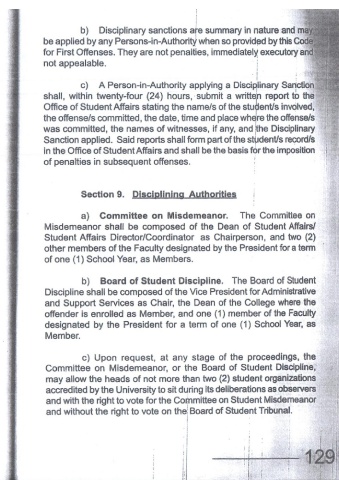 b) Disciplinary sanctions are summary in nature and may
be applied by any Persons-in-Authority when so provided by this Code
for First Offenses. They are not penalties, immediately executory and
not appealable.
c) A Person-in-Authority applying a Disciplinary Sanction
shall, within twenty-four (24) hours, submit a written report to the
Office of Student Affairs stating the name/s of the student/s involved,
the offense/s committed, the date, time and place where the offense/s
was committed, the names of witnesses, if any, and the Disciplinary
Sanction applied. Said reports shall form part of the student's record/s
in the Office of Student Affairs and shall be the basis for the imposition
of penalties in subsequent offenses.
Section 9. Disciplining Authorities
a) Committee on Misdemeanor. The Committee on
Misdemeanor shall be composed of the Dean of Student Affairs/
Student Affairs Director/Coordinator as Chairperson, and two (2)
other members of the Faculty designated by the President for a term
of one (1) School Year, as Members.
b) Board of Student Discipline. The Board of Student
Discipline shall be composed of the Vice President for Administrative
and Support Services as Chair, the Dean of the College where the
offender is enrolled as Member, and one (1) member of the Faculty
designated by the President for a term of one (1) School Year, as
Member.
c) Upon request, at any stage of the proceedings, the
Committee on Misdemeanor, or the Board of Student Discipline,
may allow the heads of not more than two (2) student organizations
accredited by the University to sit during its deliberations as observers
and with the right to vote for the Committee on Student Misdemeanor
and without the right to vote on the Board of Student Tribunal.
129